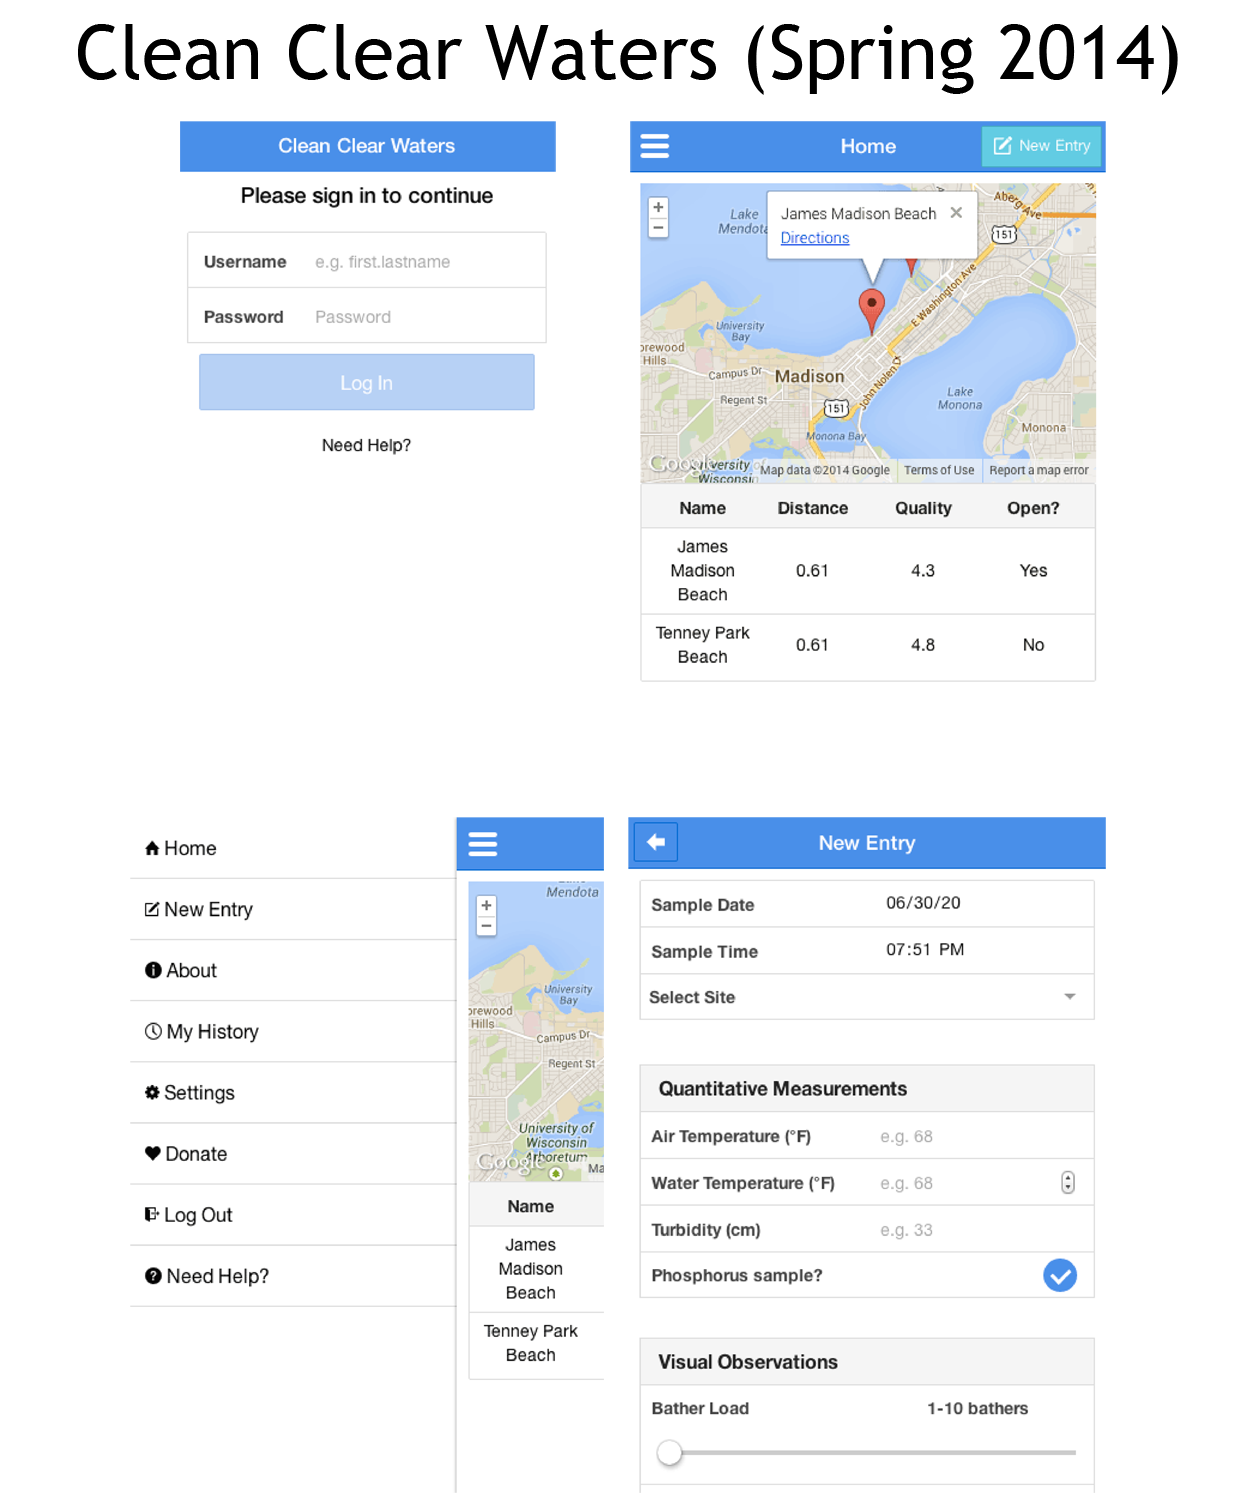 Clean Clear Waters (Spring 2014)
Clean Clear Waters
Please sign in to continue
Username e.g. first.lastname
Password Password
Log In
Need Help?
Home New Entry
+
−
Lake
Mendota
James Madison Beach ×
Directions
Aberg Ave
151
E Washington Ave
University
Bay
orewood
Hills
Campus Dr
Madison
Regent St
John Nolen Dr
151
Lake
Monona
Monona
Monona Bay
Google
University
Wisconsin
Map data ©2014 Google Terms of Use Report a map error
Name Distance Quality Open?
James
Madison
Beach
0.61 4.3 Yes
Tenney Park
Beach
0.61 4.8 No
Home
New Entry
About
My History
Settings
Donate
Log Out
Need Help?
Lake
Mendota
+
−
University
Bay
orewood
Hills
Campus Dr
Regent St
University of
Wisconsin
Arboretum
Google
Ma
Name
James
Madison
Beach
Tenney Park
Beach
New Entry
Sample Date 06/30/20
Sample Time 07:51 PM
Select Site
Quantitative Measurements
Air Temperature (°F) e.g. 68
Water Temperature (°F) e.g. 68
Turbidity (cm) e.g. 33
Phosphorus sample?
Visual Observations
Bather Load 1-10 bathers